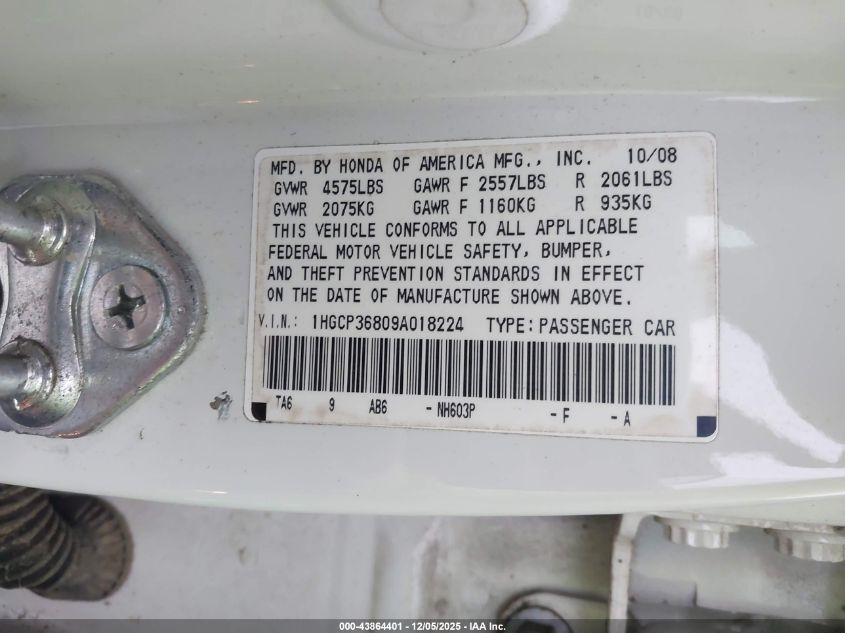 MFD. BY HONDA OF AMERICA MFG., INC. 10/08
GVWR 4575LBS GAWR F 2557LBS R 2061LBS
GVWR 2075KG GAWR F 1160KG R 935KG
THIS VEHICLE CONFORMS TO ALL APPLICABLE
FEDERAL MOTOR VEHICLE SAFETY, BUMPER,
AND THEFT PREVENTION STANDARDS IN EFFECT
ON THE DATE OF MANUFACTURE SHOWN ABOVE.
V.I.N.: 1HGCP36809A018224 TYPE: PASSENGER CAR
TA6 9 AB6 -NH603P -F -A
000-43864401 - 12/05/2025 - IAA Inc.